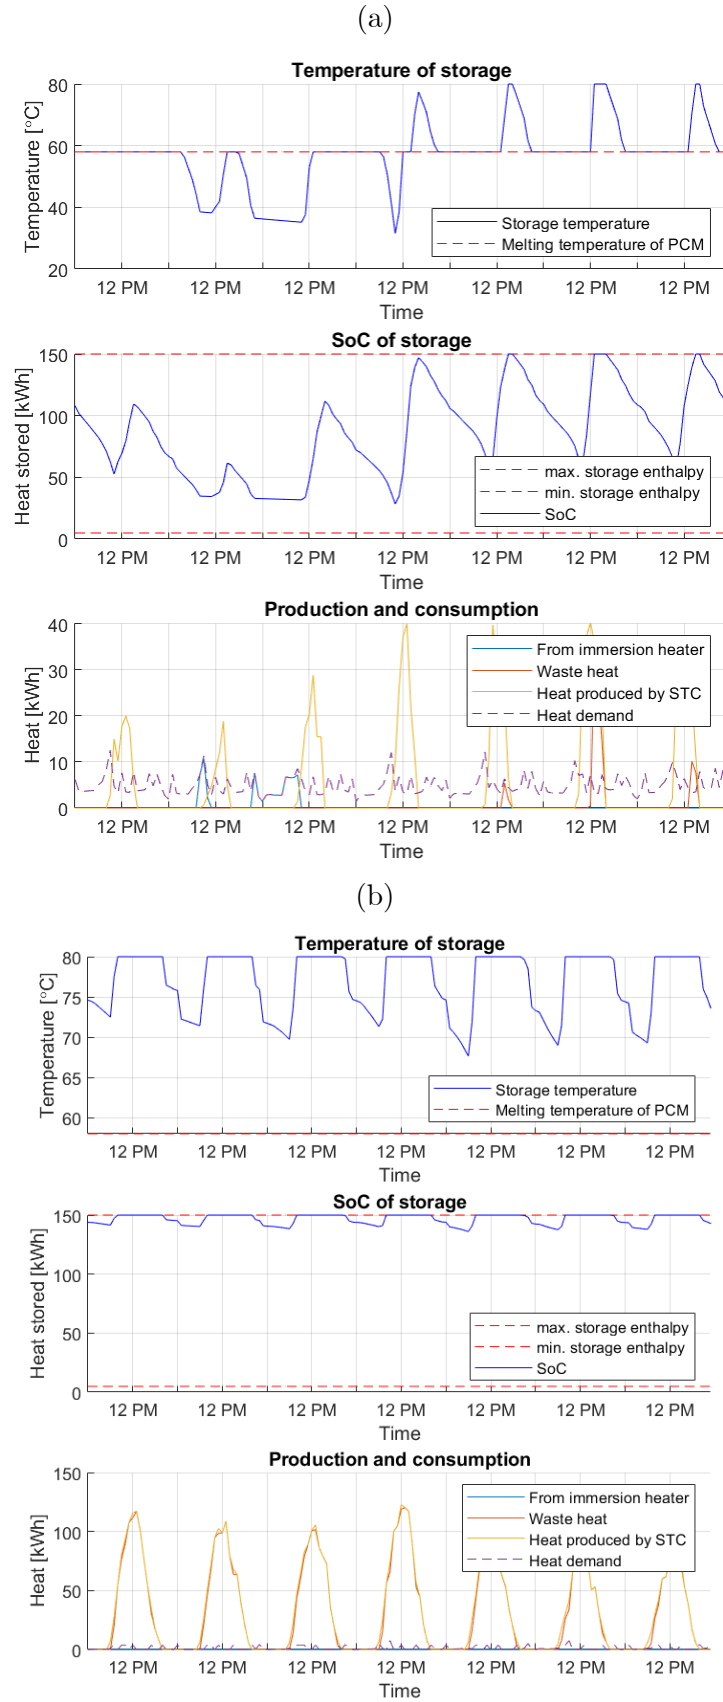 (a)
Temperature of storage
Temperature [°C]
80
60
40
20
Storage temperature
Melting temperature of PCM
12 PM 12 PM 12 PM 12 PM 12 PM 12 PM 12 PM
Time
SoC of storage
Heat stored [kWh]
150
100
50
0
max. storage enthalpy
min. storage enthalpy
SoC
12 PM 12 PM 12 PM 12 PM 12 PM 12 PM 12 PM
Time
Production and consumption
Heat [kWh]
40
30
20
10
0
From immersion heater
Waste heat
Heat produced by STC
Heat demand
12 PM 12 PM 12 PM 12 PM 12 PM 12 PM 12 PM
Time
(b)
Temperature of storage
Temperature [°C]
80
75
70
65
60
Storage temperature
Melting temperature of PCM
12 PM 12 PM 12 PM 12 PM 12 PM 12 PM 12 PM
Time
SoC of storage
Heat stored [kWh]
150
100
50
0
max. storage enthalpy
min. storage enthalpy
SoC
12 PM 12 PM 12 PM 12 PM 12 PM 12 PM 12 PM
Time
Production and consumption
Heat [kWh]
150
100
50
0
From immersion heater
Waste heat
Heat produced by STC
Heat demand
12 PM 12 PM 12 PM 12 PM 12 PM 12 PM 12 PM
Time